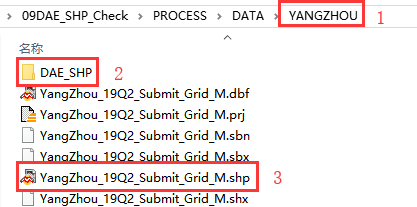 › 09DAE_SHP_Check › PROCESS › DATA › YANGZHOU 1
名称
DAE_SHP 2
YangZhou_19Q2_Submit_Grid_M.dbf
YangZhou_19Q2_Submit_Grid_M.prj
YangZhou_19Q2_Submit_Grid_M.sbn
YangZhou_19Q2_Submit_Grid_M.sbx
YangZhou_19Q2_Submit_Grid_M.shp 3
YangZhou_19Q2_Submit_Grid_M.shx